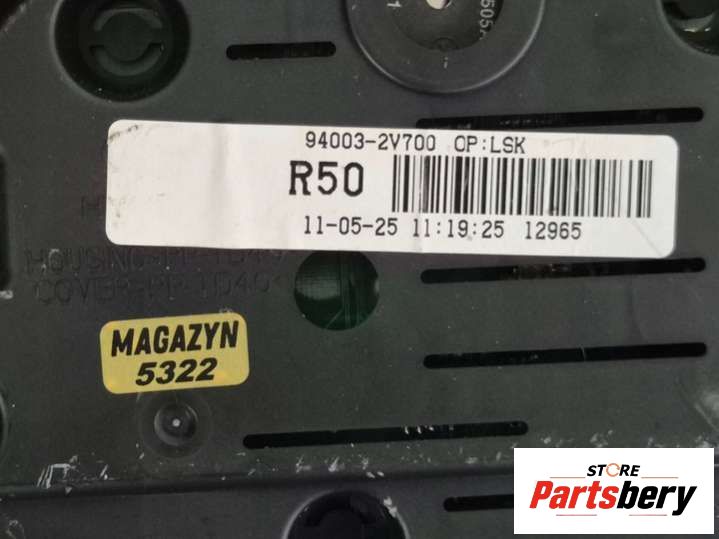 94003-2V700 OP:LSK
R50
11-05-25 11:19:25 12965
MAGAZYN
5322
STORE
Partsbery